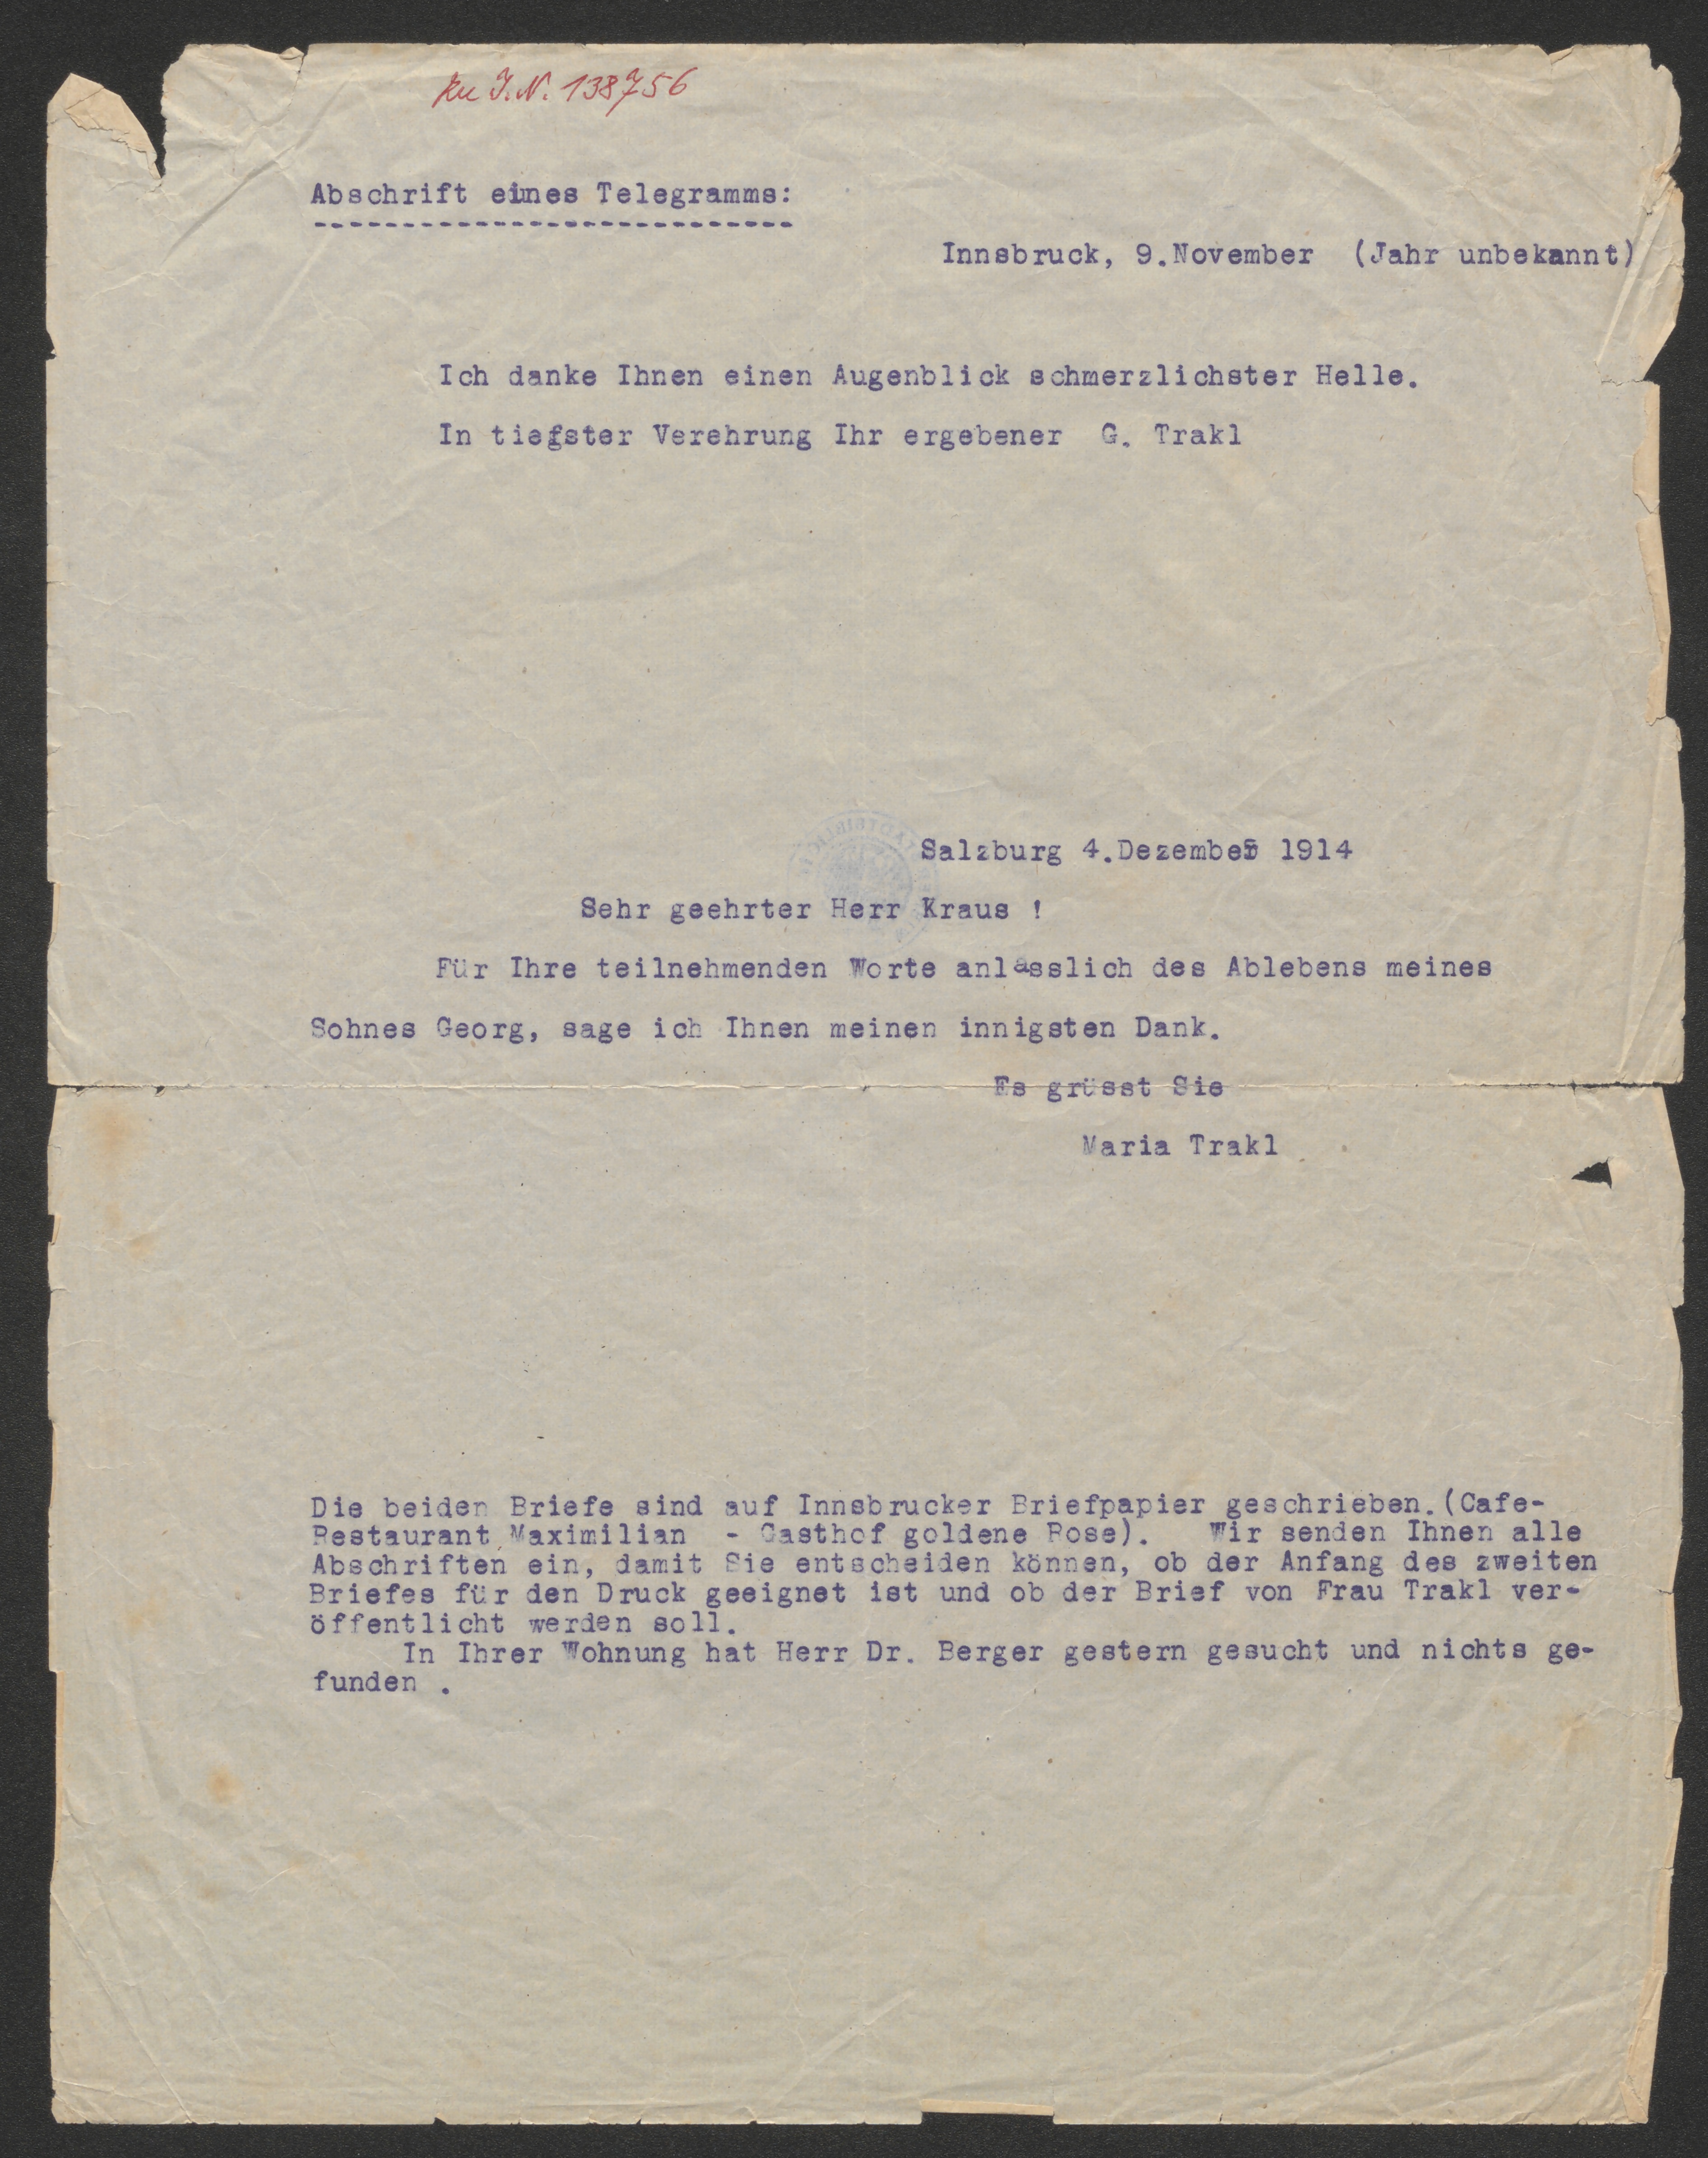 Zu I.N. 138756
Abschrift eines Telegramms:
---------------------------
Innsbruck, 9.November (Jahr unbekannt)
Ich danke Ihnen einen Augenblick schmerzlichster Helle.
In tiefster Verehrung Ihr ergebener G. Trakl
Salzburg 4.Dezember 1914
Sehr geehrter Herr Kraus !
Für Ihre teilnehmenden Worte anlässlich des Ablebens meines
Sohnes Georg, sage ich Ihnen meinen innigsten Dank.
Es grüsst Sie
Maria Trakl
Die beiden Briefe sind auf Innsbrucker Briefpapier geschrieben.(Cafe-
Restaurant Maximilian - Gasthof goldene Rose). Wir senden Ihnen alle
Abschriften ein, damit Sie entscheiden können, ob der Anfang des zweiten
Briefes für den Druck geeignet ist und ob der Brief von Frau Trakl ver-
öffentlicht werden soll.
In Ihrer Wohnung hat Herr Dr. Berger gestern gesucht und nichts ge-
funden .